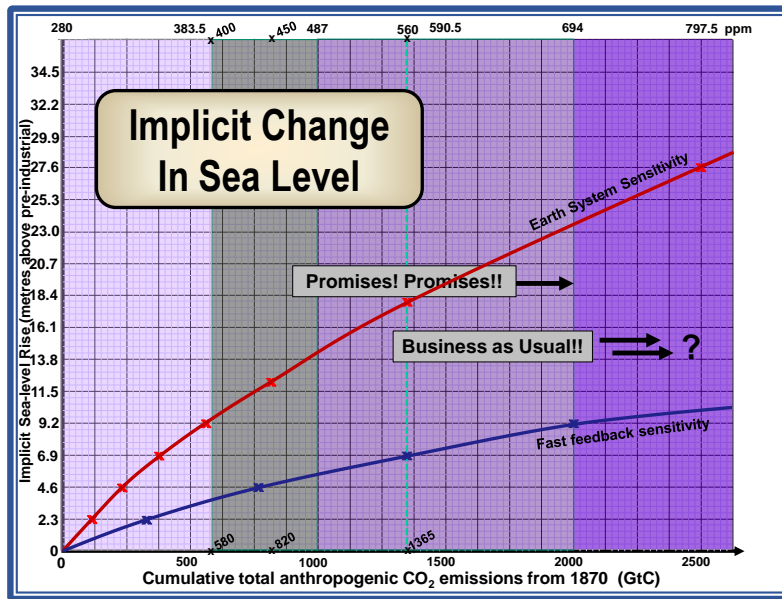 280 383.5 400 450 487 560 590.5 694 797.5 ppm
Implicit Change
In Sea Level
Implicit Sea-level Rise (metres above pre-industrial)
34.5
32.2
29.9
27.6
25.3
23.0
20.7
18.4
16.1
13.8
11.5
9.2
6.9
4.6
2.3
0
Earth System Sensitivity
Promises! Promises!!
Business as Usual!!
?
Fast feedback sensitivity
580 820 1365
0 500 1000 1500 2000 2500
Cumulative total anthropogenic CO₂ emissions from 1870 (GtC)